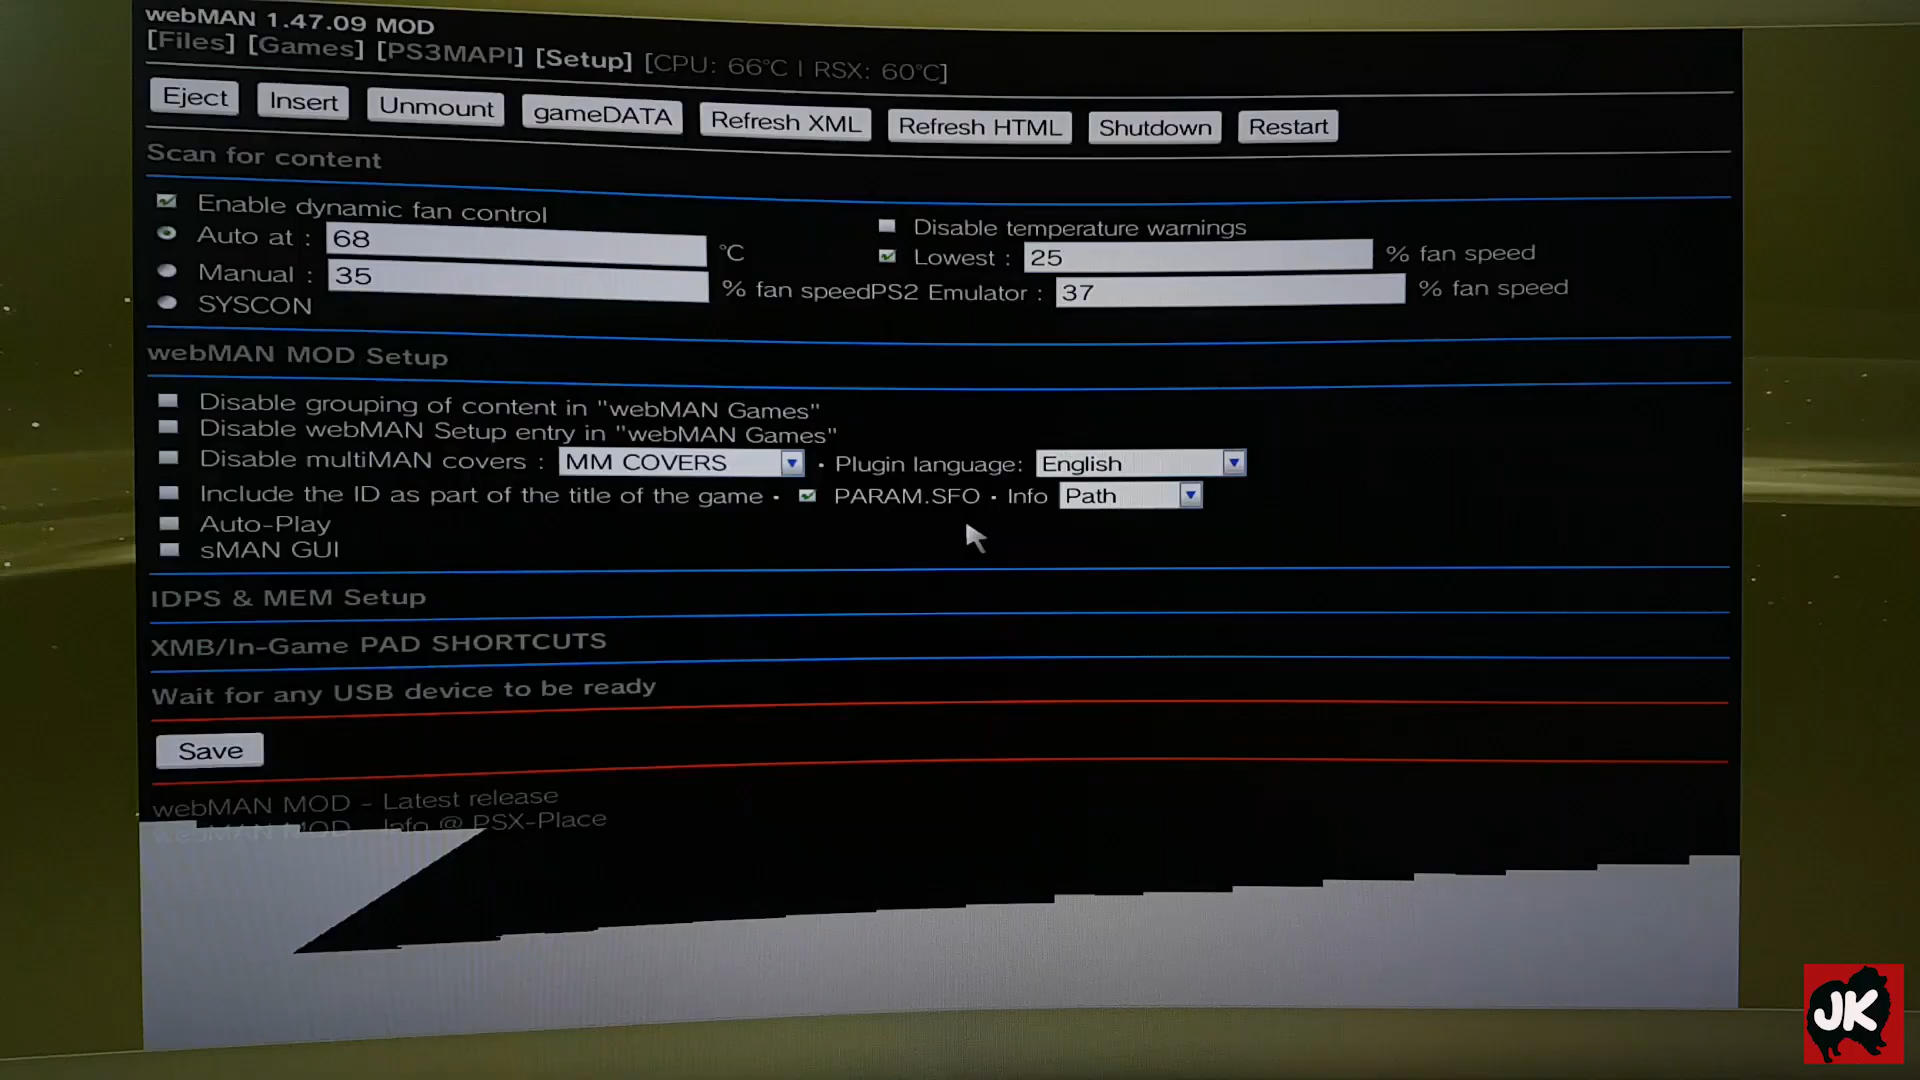 webMAN 1.47.09 MOD
[Files] [Games] [PS3MAPI] [Setup] [CPU: 66°C | RSX: 60°C]
Eject Insert Unmount gameDATA Refresh XML Refresh HTML Shutdown Restart
Scan for content
Enable dynamic fan control Disable temperature warnings
Auto at : 68 °C Lowest : 25 % fan speed
Manual : 35 % fan speed PS2 Emulator : 37 % fan speed
SYSCON
webMAN MOD Setup
Disable grouping of content in "webMAN Games"
Disable webMAN Setup entry in "webMAN Games"
Disable multiMAN covers : MM COVERS • Plugin language: English
Include the ID as part of the title of the game • PARAM.SFO • Info Path
Auto-Play
sMAN GUI
IDPS & MEM Setup
XMB/In-Game PAD SHORTCUTS
Wait for any USB device to be ready
Save
webMAN MOD - Latest release
webMAN MOD - Info @ PSX-Place
JK